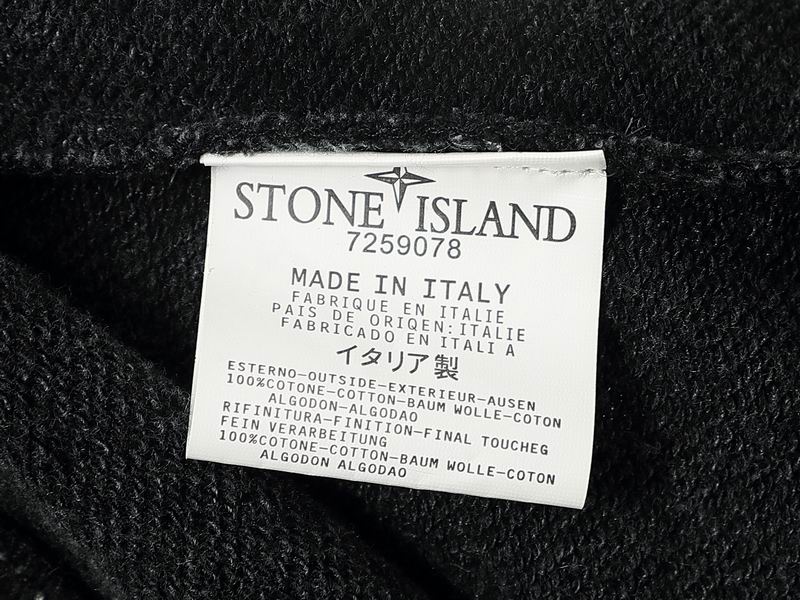 STONE ISLAND
7259078
MADE IN ITALY
FABRIQUE EN ITALIE
PAIS DE ORIQEN:ITALIE
FABRICADO EN ITALI A
イタリア製
ESTERNO-OUTSIDE-EXTERIEUR-AUSEN
100%COTONE-COTTON-BAUM WOLLE-COTON
ALGODON-ALGODAO
RIFINITURA-FINITION-FINAL TOUCHEG
FEIN VERARBEITUNG
100%COTONE-COTTON-BAUM WOLLE-COTON
ALGODON ALGODAO